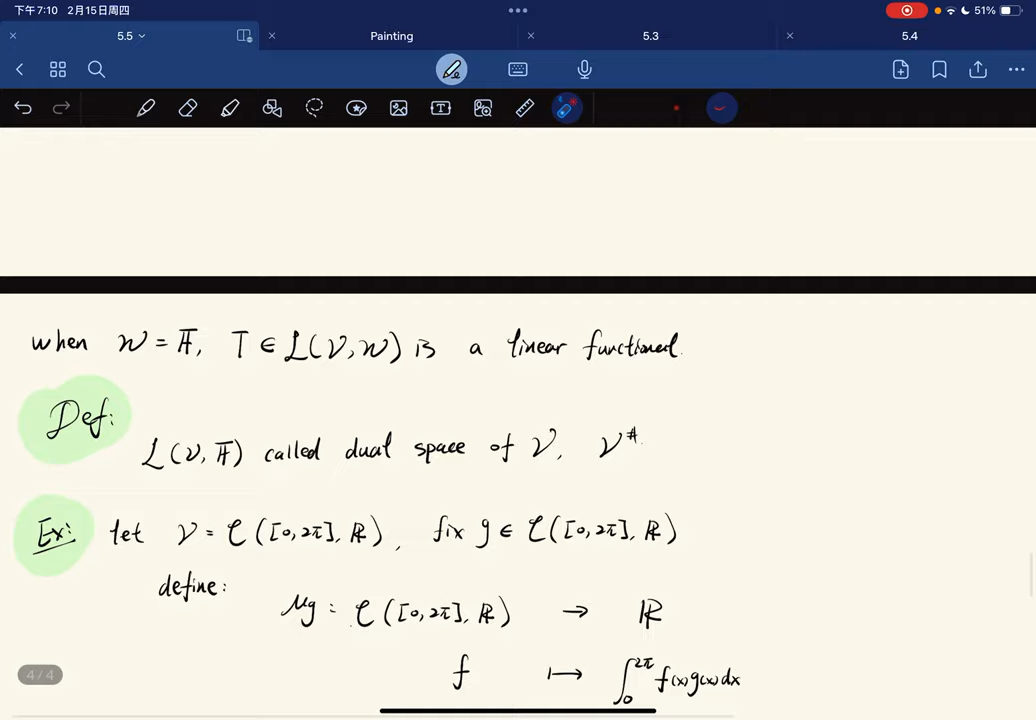 下午7:10 2月15日周四
51%
5.5
Painting
5.3
5.4
when W = F, T ∈ L(V, W) is a linear functional.
Def:
L(V, F) called dual space of V, V#.
Ex: let V = C([0,2π], R), fix g ∈ C([0,2π], R)
define:
Mg : C([0,2π], R) → R
4 / 4
f ↦ ∫₀^2π f(x)g(x)dx